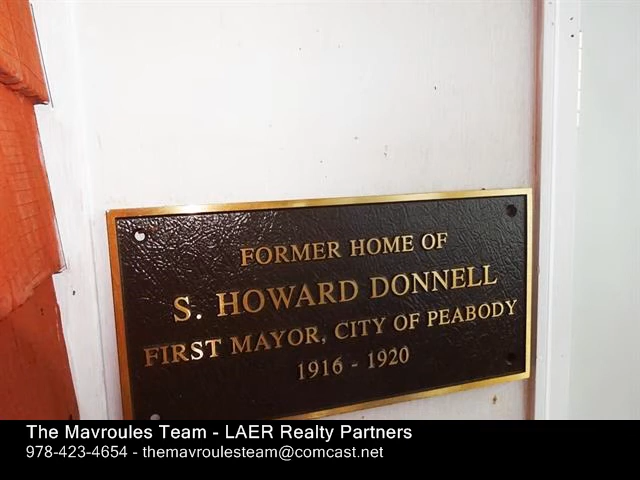 FORMER HOME OF
S. HOWARD DONNELL
FIRST MAYOR, CITY OF PEABODY
1916 - 1920
The Mavroules Team - LAER Realty Partners
978-423-4654 - themavroulesteam@comcast.net